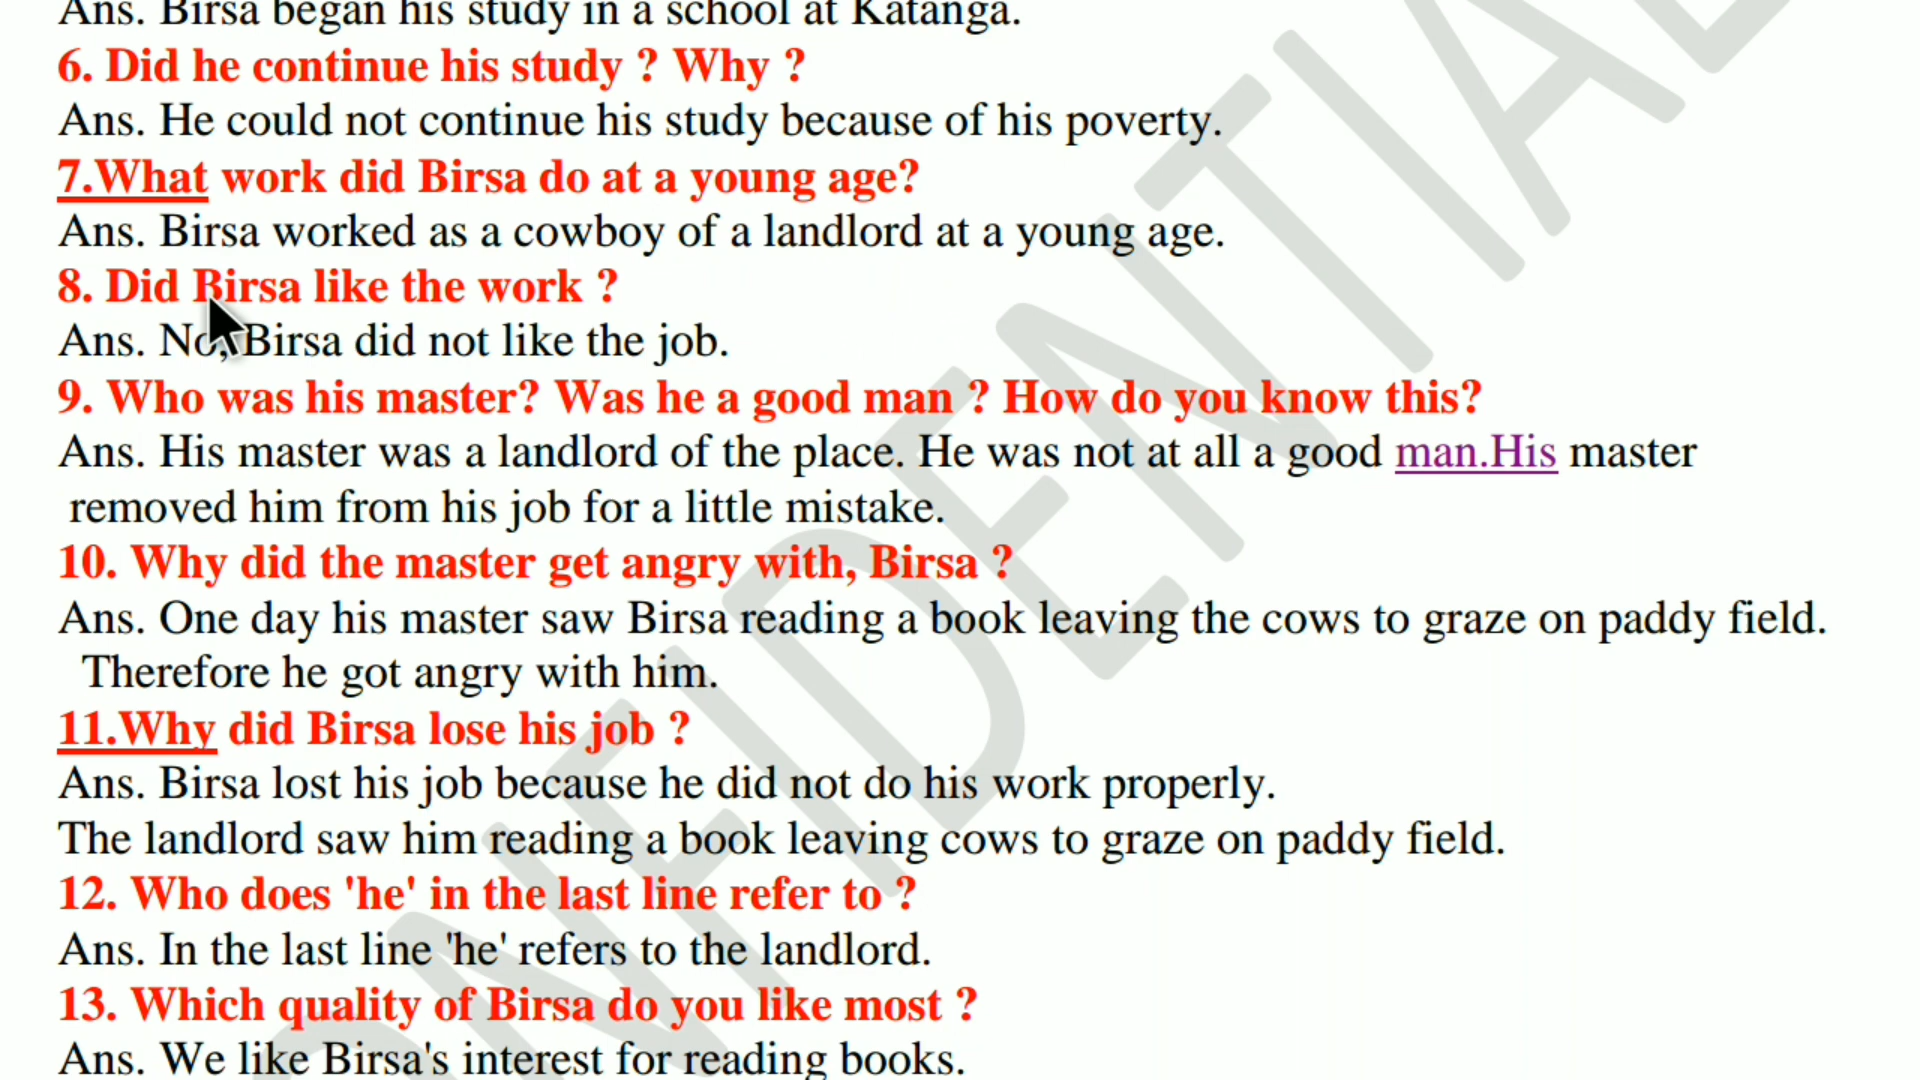 Ans. Birsa began his study in a school at Katanga.
6. Did he continue his study ? Why ?
Ans. He could not continue his study because of his poverty.
7.What work did Birsa do at a young age?
Ans. Birsa worked as a cowboy of a landlord at a young age.
8. Did Birsa like the work ?
Ans. No, Birsa did not like the job.
9. Who was his master? Was he a good man ? How do you know this?
Ans. His master was a landlord of the place. He was not at all a good man.His master
removed him from his job for a little mistake.
10. Why did the master get angry with, Birsa ?
Ans. One day his master saw Birsa reading a book leaving the cows to graze on paddy field.
Therefore he got angry with him.
11.Why did Birsa lose his job ?
Ans. Birsa lost his job because he did not do his work properly.
The landlord saw him reading a book leaving cows to graze on paddy field.
12. Who does 'he' in the last line refer to ?
Ans. In the last line 'he' refers to the landlord.
13. Which quality of Birsa do you like most ?
Ans. We like Birsa's interest for reading books.
ONFIDENTIAL